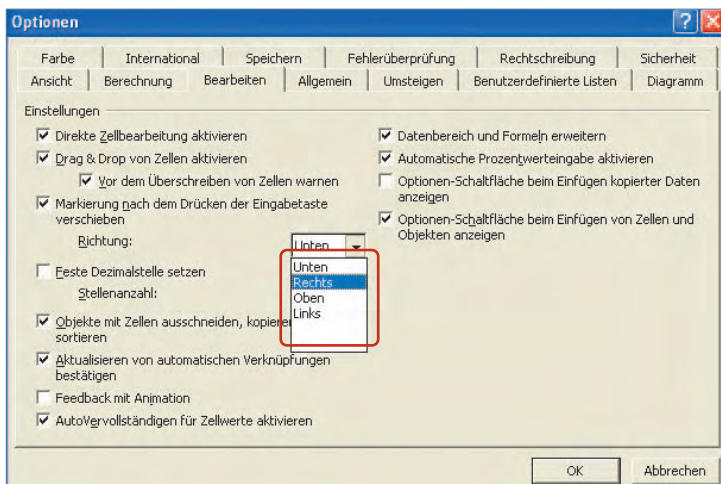 Optionen
Farbe International Speichern Fehlerüberprüfung Rechtschreibung Sicherheit
Ansicht Berechnung Bearbeiten Allgemein Umsteigen Benutzerdefinierte Listen Diagramm
Einstellungen
Direkte Zellbearbeitung aktivieren
Drag & Drop von Zellen aktivieren
Vor dem Überschreiben von Zellen warnen
Markierung nach dem Drücken der Eingabetaste
verschieben
Richtung:
Unten
Unten
Rechts
Oben
Links
Feste Dezimalstelle setzen
Stellenanzahl:
Objekte mit Zellen ausschneiden, kopieren
sortieren
Aktualisieren von automatischen Verknüpfungen
bestätigen
Feedback mit Animation
AutoVervollständigen für Zellwerte aktivieren
Datenbereich und Formeln erweitern
Automatische Prozentwerteingabe aktivieren
Optionen-Schaltfläche beim Einfügen kopierter Daten
anzeigen
Optionen-Schaltfläche beim Einfügen von Zellen und
Objekten anzeigen
OK Abbrechen